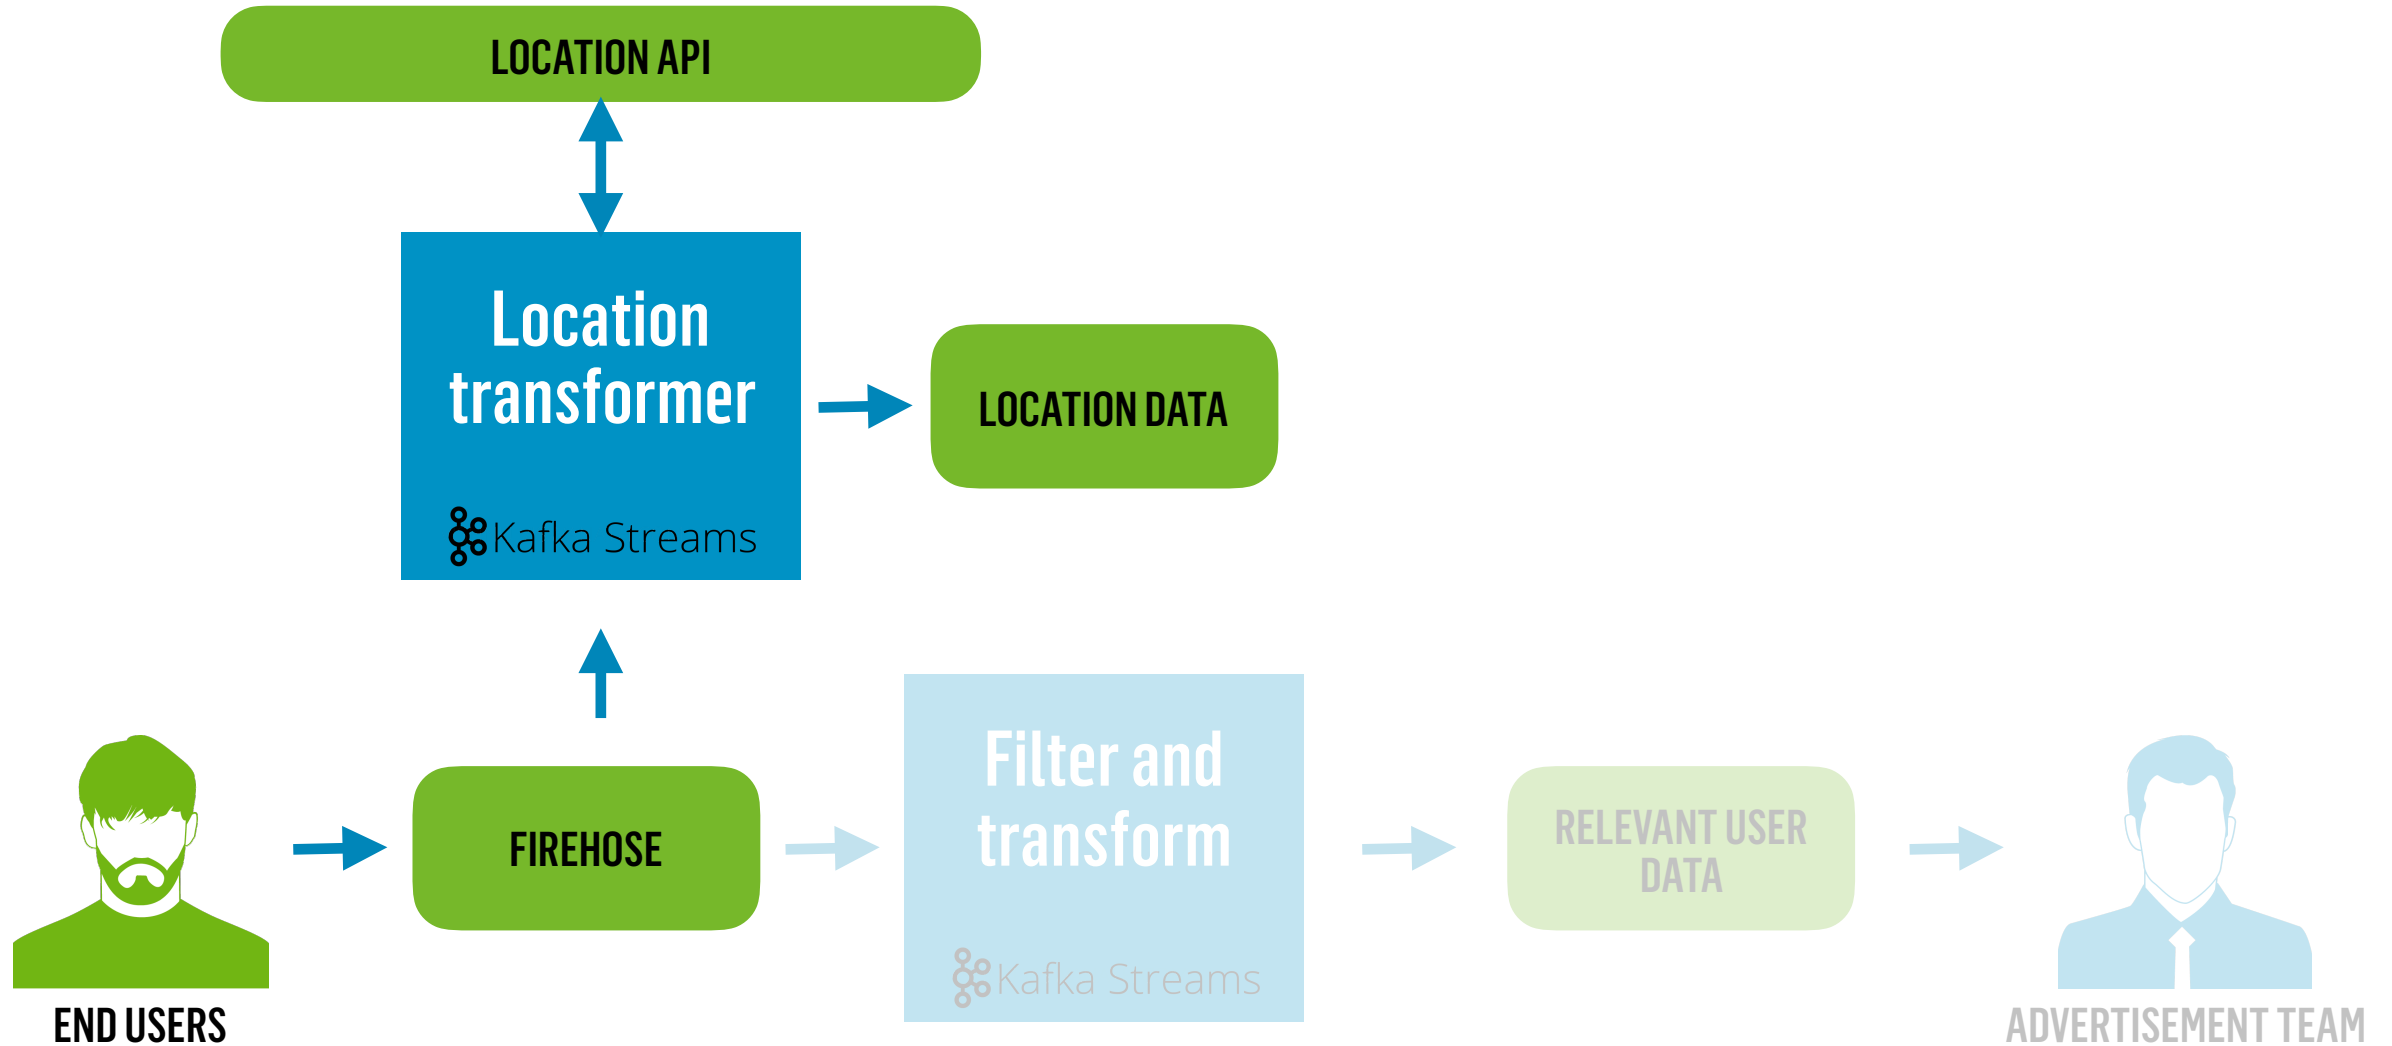 LOCATION API
Location
transformer
Kafka Streams
LOCATION DATA
FIREHOSE
Filter and
transform
Kafka Streams
RELEVANT USER
DATA
END USERS
ADVERTISEMENT TEAM